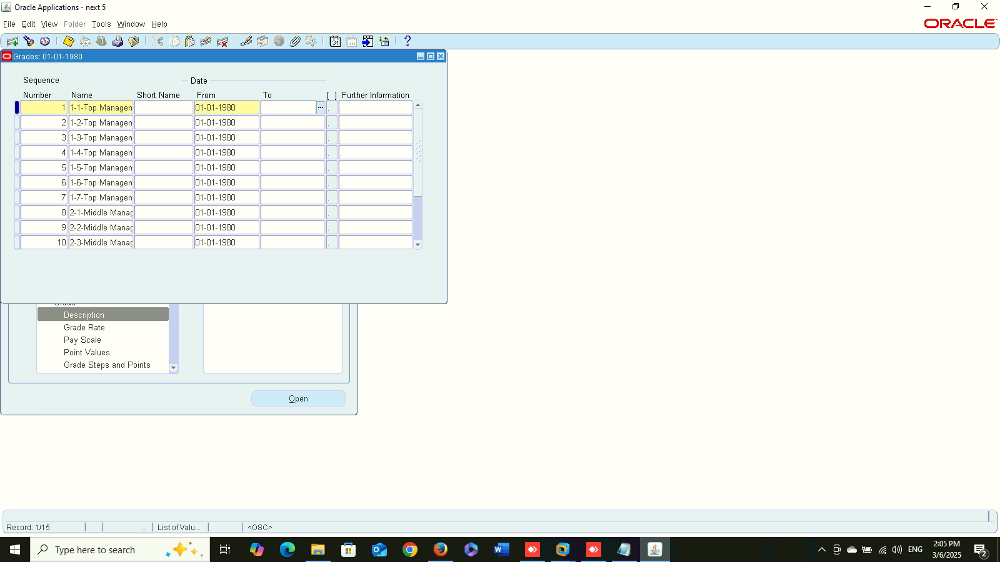 Oracle Applications - next 5
File Edit View Folder Tools Window Help
ORACLE
31
?
Grades: 01-01-1980
Sequence Date
Number Name Short Name From To [ ] Further Information
1 1-1-Top Managem 01-01-1980 ... . .
2 1-2-Top Managem 01-01-1980 . .
3 1-3-Top Managem 01-01-1980 . .
4 1-4-Top Managem 01-01-1980 . .
5 1-5-Top Managem 01-01-1980 . .
6 1-6-Top Managem 01-01-1980 . .
7 1-7-Top Managem 01-01-1980 . .
8 2-1-Middle Manag 01-01-1980 . .
9 2-2-Middle Manag 01-01-1980 . .
10 2-3-Middle Manag 01-01-1980 . .
Grade
Description
Grade Rate
Pay Scale
Point Values
Grade Steps and Points
Open
Record: 1/15 ... List of Valu... <OSC>
Type here to search
ENG
2:05 PM
3/6/2025
2